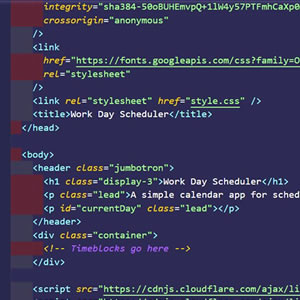 integrity="sha384-50oBUHEmvpQ+1lW4y57PTFmhCaXp0
crossorigin="anonymous"
/>
<link
href="https://fonts.googleapis.com/css?family=O
rel="stylesheet"
/>
<link rel="stylesheet" href="style.css" />
<title>Work Day Scheduler</title>
</head>
<body>
<header class="jumbotron">
<h1 class="display-3">Work Day Scheduler</h1>
<p class="lead">A simple calendar app for sched
<p id="currentDay" class="lead"></p>
</header>
<div class="container">
<!-- Timeblocks go here -->
</div>
<script src="https://cdnjs.cloudflare.com/ajax/li